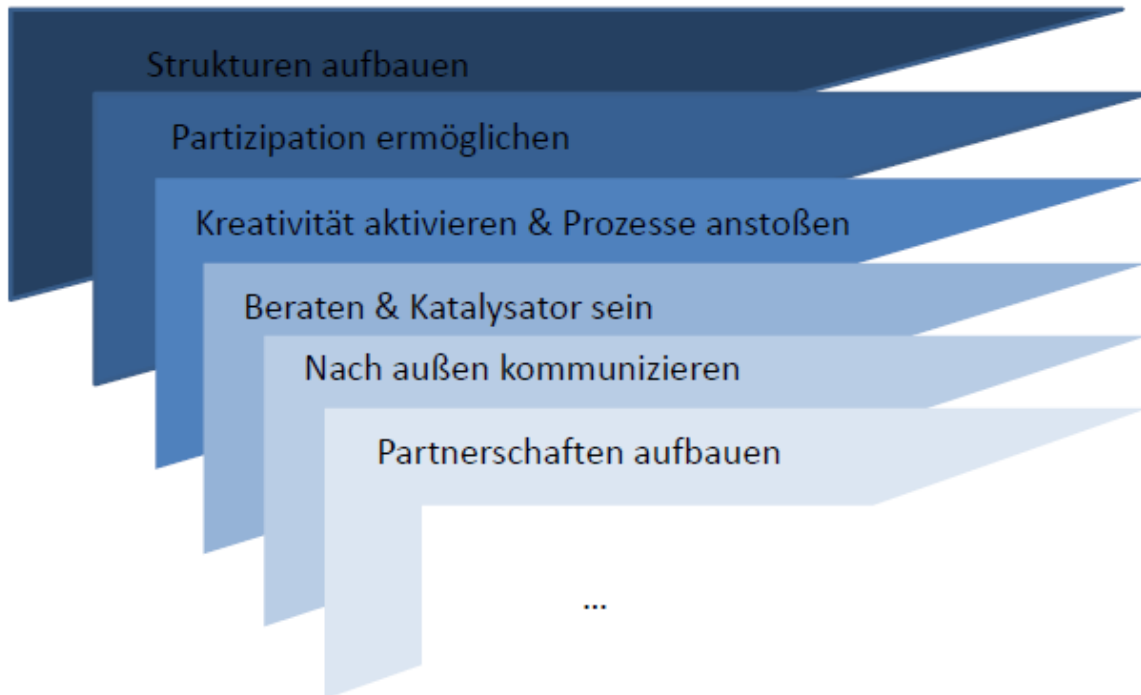 Strukturen aufbauen
Partizipation ermöglichen
Kreativität aktivieren & Prozesse anstoßen
Beraten & Katalysator sein
Nach außen kommunizieren
Partnerschaften aufbauen
...